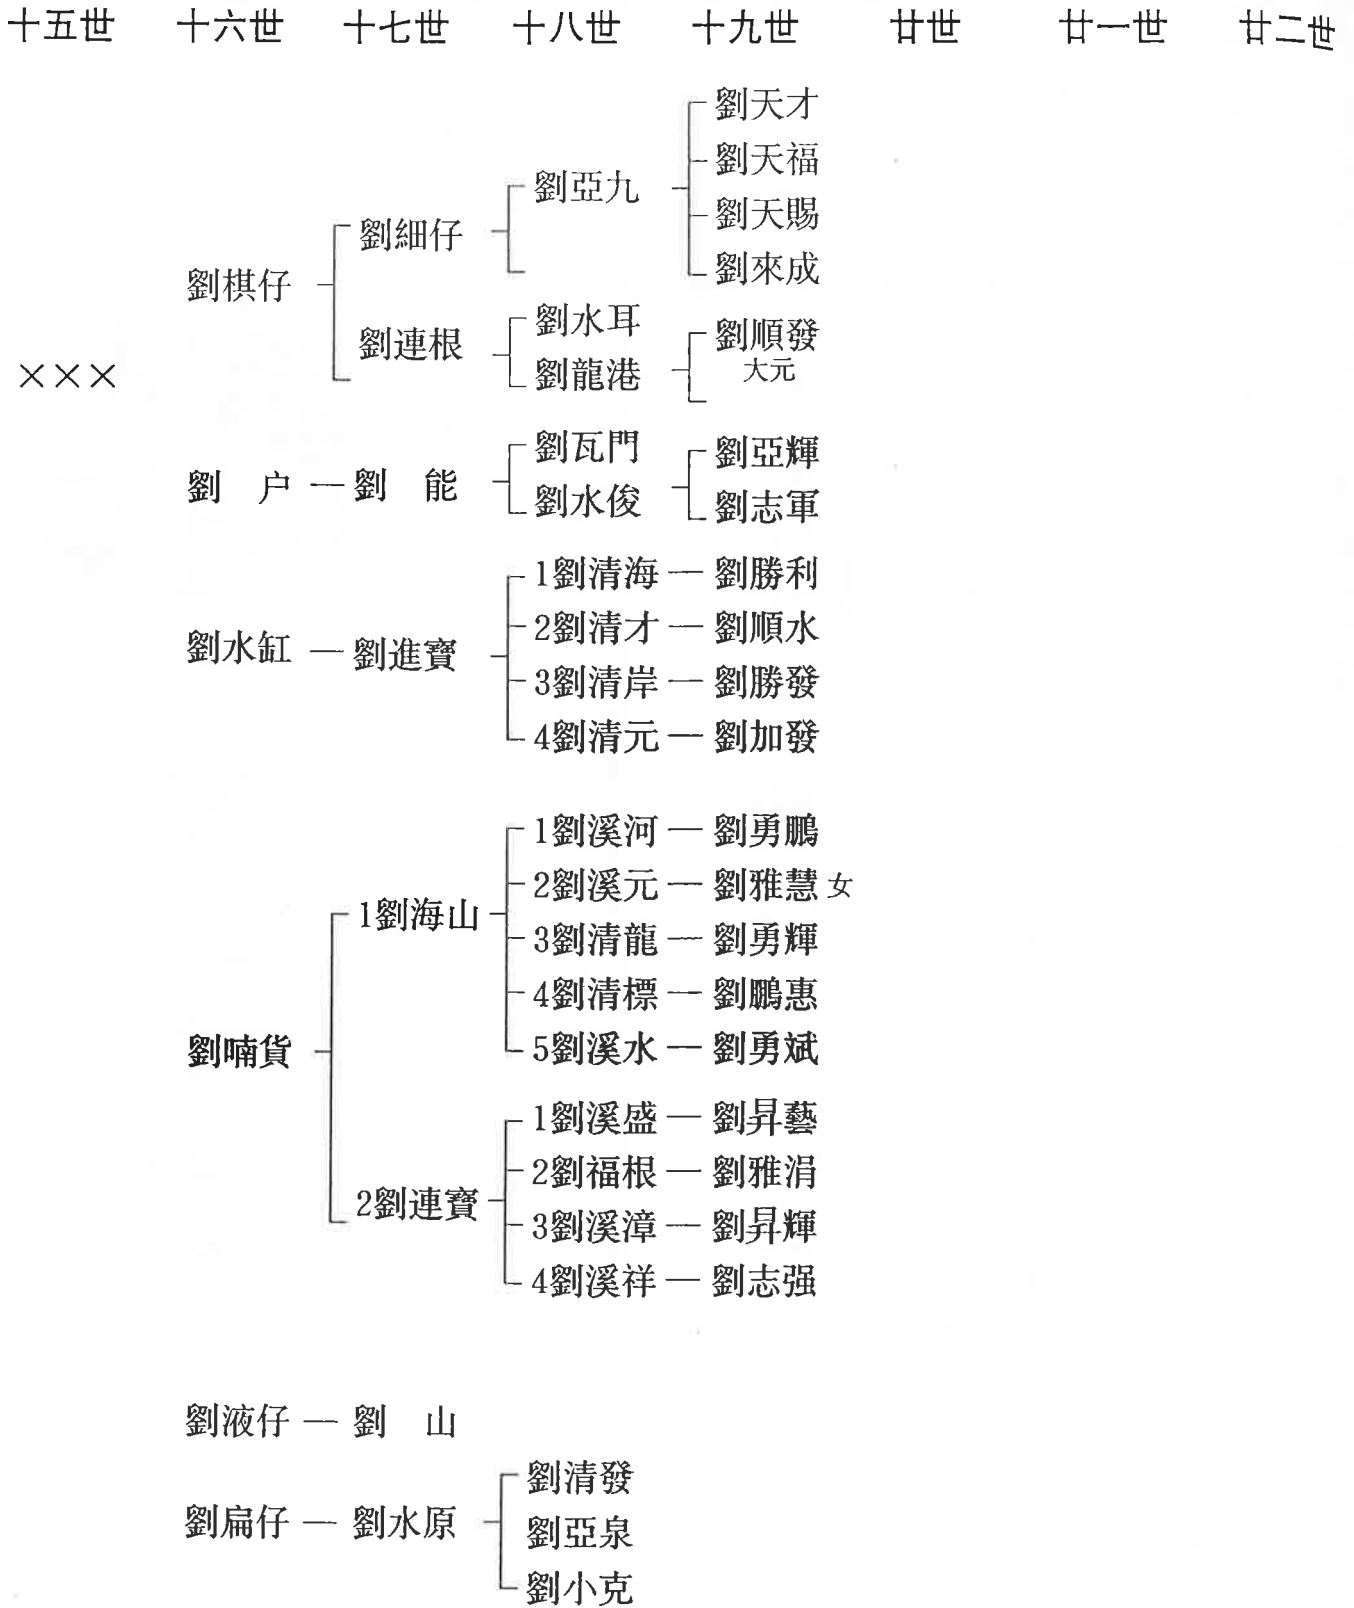 十五世 十六世 十七世 十八世 十九世 廿世 廿一世 廿二世
劉天才
劉天福
劉亞九
劉天賜
劉細仔
劉來成
劉棋仔
劉水耳
劉順發
劉連根
大元
劉龍港
×××
劉瓦門
劉亞輝
劉户 — 劉能
劉水俊
劉志軍
1劉清海 — 劉勝利
2劉清才 — 劉順水
劉水缸 — 劉進寶
3劉清岸 — 劉勝發
4劉清元 — 劉加發
1劉溪河 — 劉勇鵬
2劉溪元 — 劉雅慧 女
1劉海山
3劉清龍 — 劉勇輝
4劉清標 — 劉鵬惠
劉喃貨
5劉溪水 — 劉勇斌
1劉溪盛 — 劉昇藝
2劉福根 — 劉雅涓
2劉連寶
3劉溪漳 — 劉昇輝
4劉溪祥 — 劉志强
劉液仔 — 劉山
劉清發
劉扁仔 — 劉水原
劉亞泉
劉小克